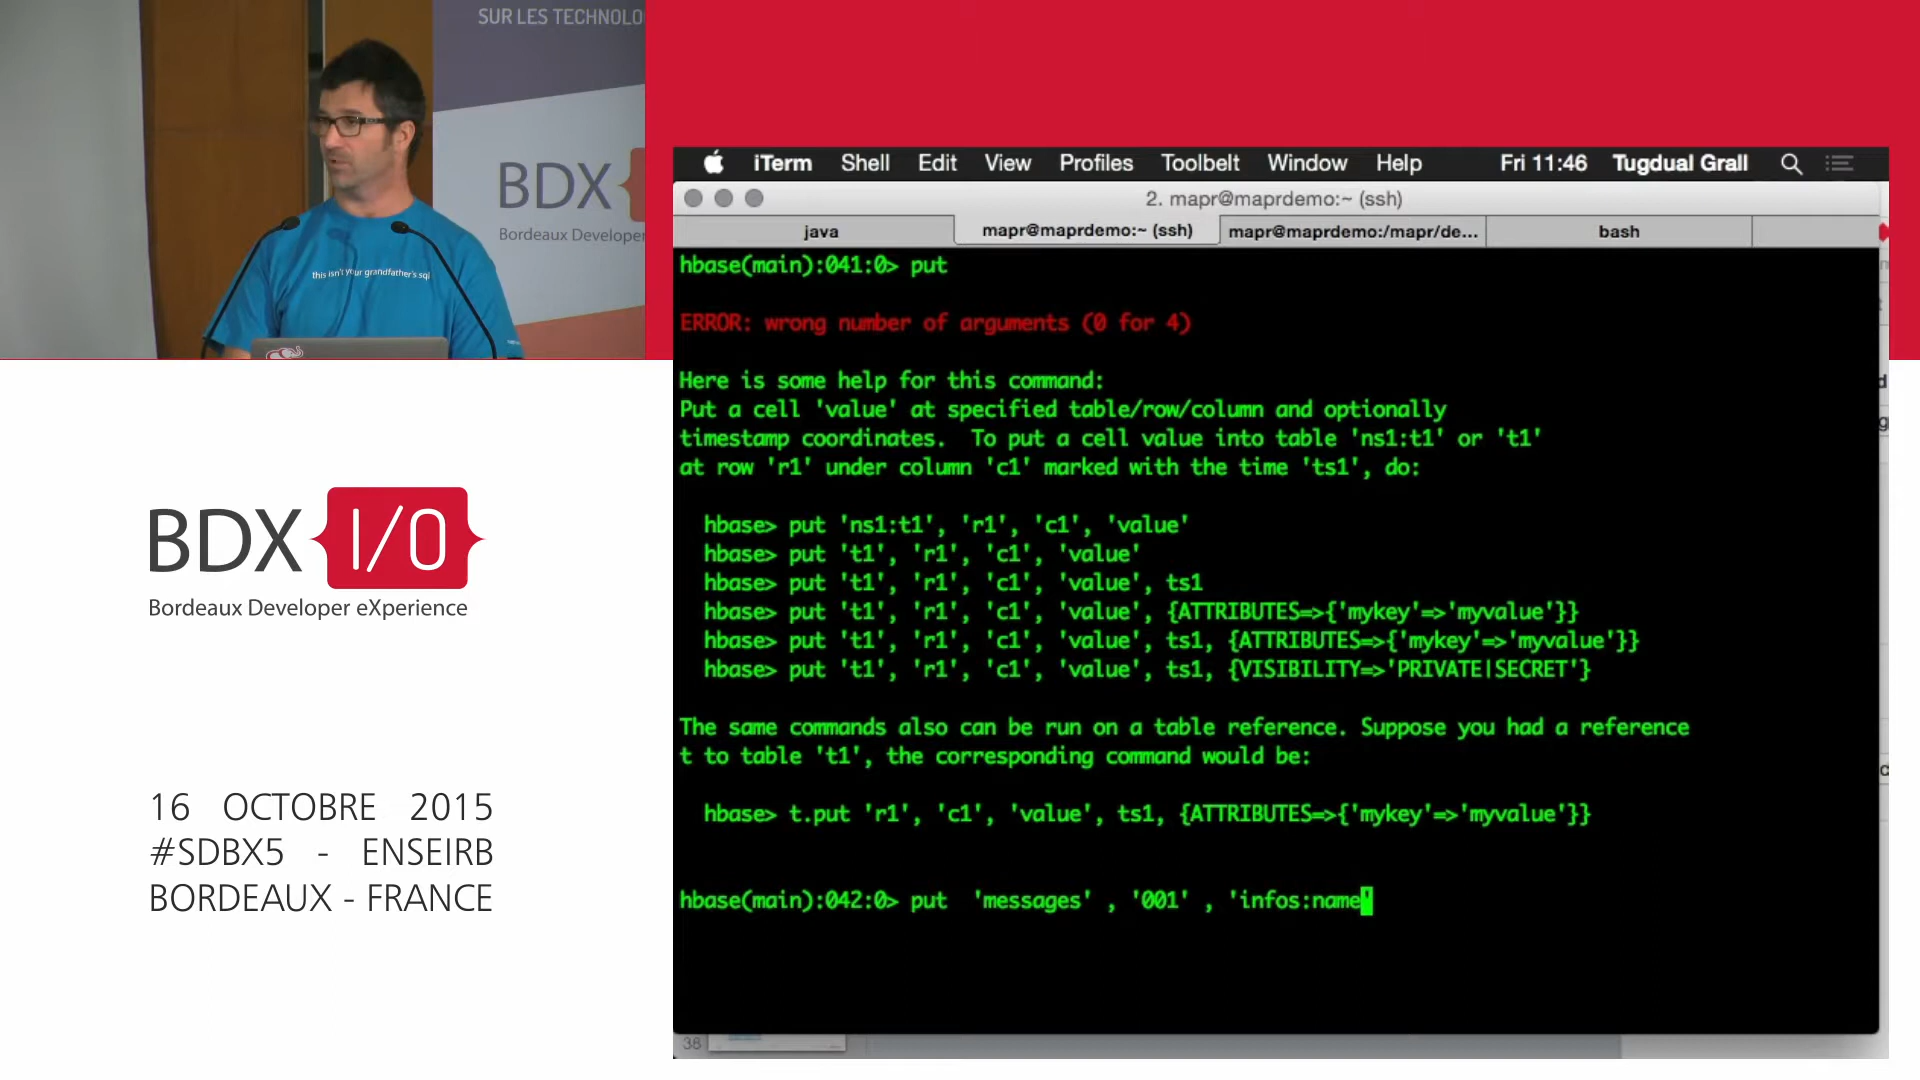 SUR LES TECHNOLO
BDX
Bordeaux Developer
this isn't your grandfather's sql
BDX I/O
Bordeaux Developer eXperience
16 OCTOBRE 2015
#SDBX5 - ENSEIRB
BORDEAUX - FRANCE
iTerm Shell Edit View Profiles Toolbelt Window Help Fri 11:46 Tugdual Grall
2. mapr@maprdemo:~ (ssh)
java mapr@maprdemo:~ (ssh) mapr@maprdemo:/mapr/de... bash
hbase(main):041:0> put
ERROR: wrong number of arguments (0 for 4)
Here is some help for this command:
Put a cell 'value' at specified table/row/column and optionally
timestamp coordinates.  To put a cell value into table 'ns1:t1' or 't1'
at row 'r1' under column 'c1' marked with the time 'ts1', do:
hbase> put 'ns1:t1', 'r1', 'c1', 'value'
hbase> put 't1', 'r1', 'c1', 'value'
hbase> put 't1', 'r1', 'c1', 'value', ts1
hbase> put 't1', 'r1', 'c1', 'value', {ATTRIBUTES=>{'mykey'=>'myvalue'}}
hbase> put 't1', 'r1', 'c1', 'value', ts1, {ATTRIBUTES=>{'mykey'=>'myvalue'}}
hbase> put 't1', 'r1', 'c1', 'value', ts1, {VISIBILITY=>'PRIVATE|SECRET'}
The same commands also can be run on a table reference. Suppose you had a reference
t to table 't1', the corresponding command would be:
hbase> t.put 'r1', 'c1', 'value', ts1, {ATTRIBUTES=>{'mykey'=>'myvalue'}}
hbase(main):042:0> put  'messages' , '001' , 'infos:name'
38